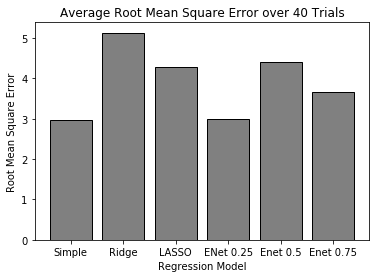 Average Root Mean Square Error over 40 Trials
Root Mean Square Error
5
4
3
2
1
0
Simple Ridge LASSO ENet 0.25 Enet 0.5 Enet 0.75
Regression Model